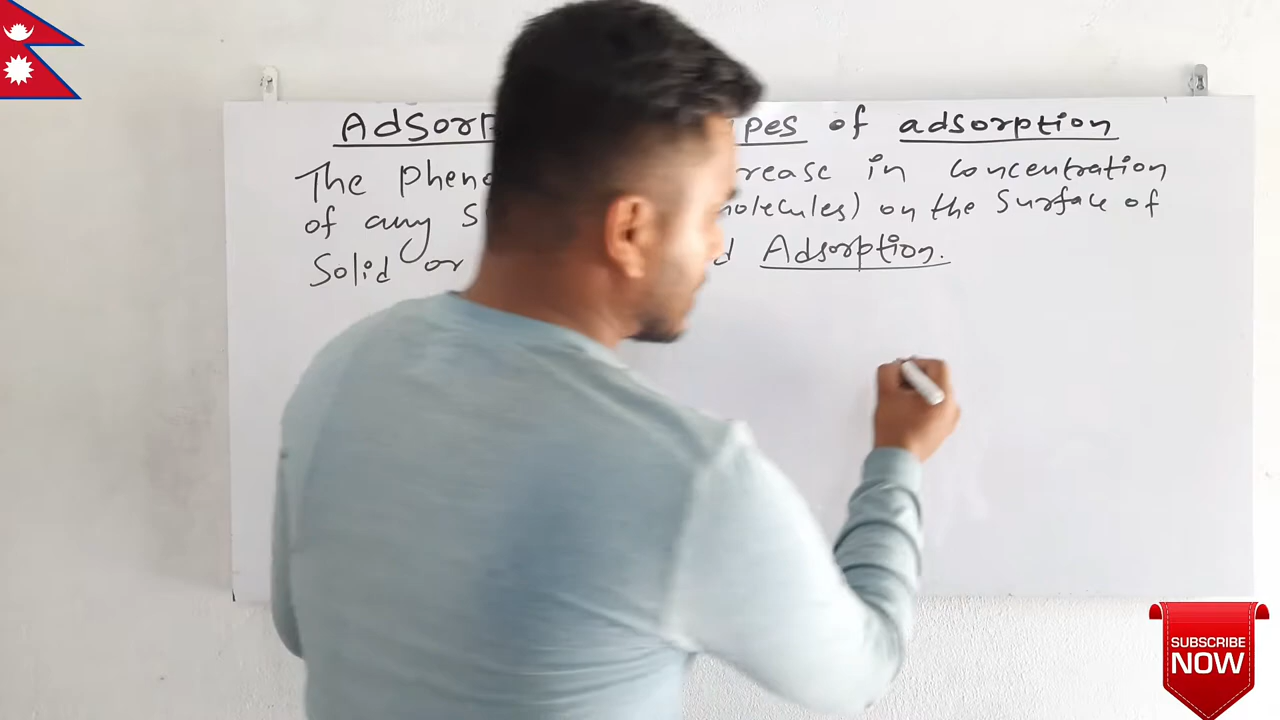 Adsorp pes of adsorption
The pheno rease in concentration
of any S molecules) on the surface of
Solid or d Adsorption.
SUBSCRIBE
NOW